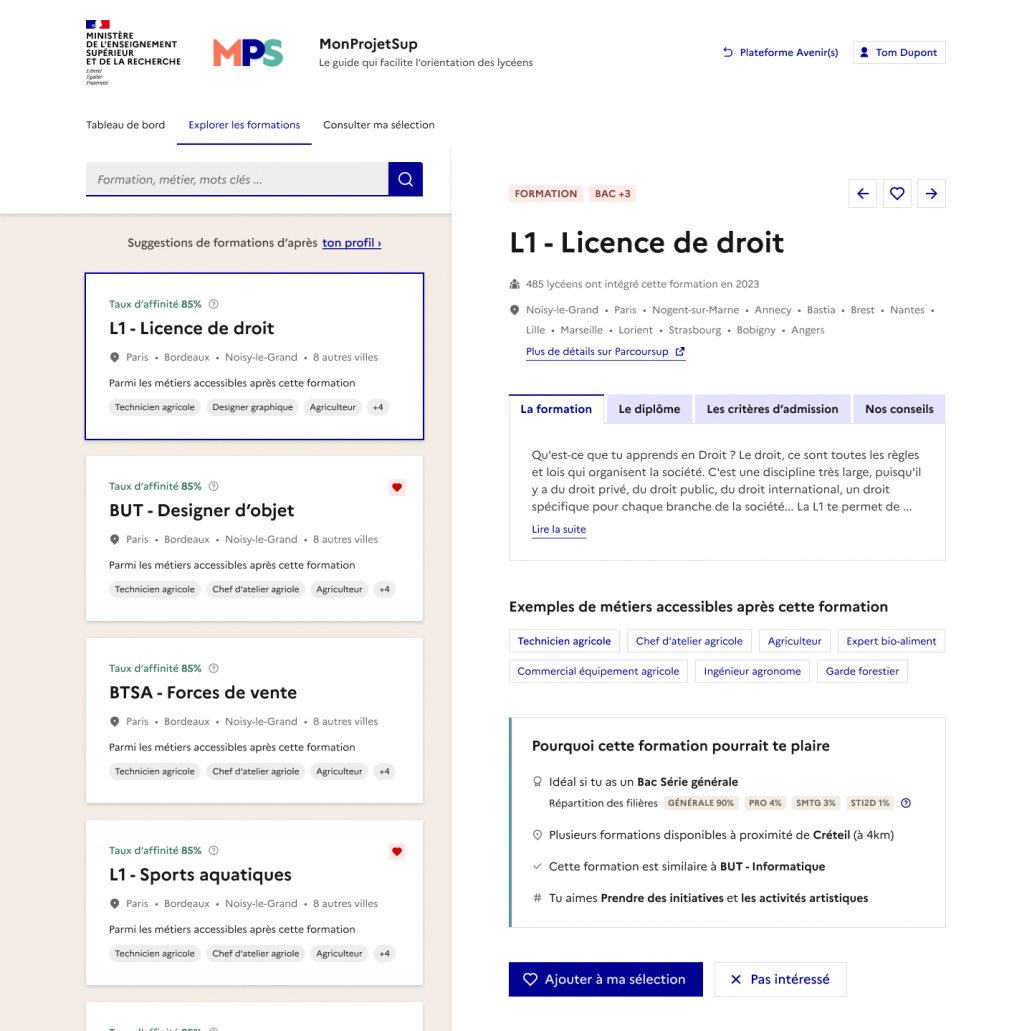 MINISTÈRE
DE L'ENSEIGNEMENT
SUPÉRIEUR
ET DE LA RECHERCHE
Liberté
Égalité
Fraternité
MPS
MonProjetSup
Le guide qui facilite l'orientation des lycéens
Plateforme Avenir(s)
Tom Dupont
Tableau de bord
Explorer les formations
Consulter ma sélection
Formation, métier, mots clés ...
Suggestions de formations d'après ton profil ›
Taux d'affinité 85%
L1 - Licence de droit
Paris • Bordeaux • Noisy-le-Grand • 8 autres villes
Parmi les métiers accessibles après cette formation
Technicien agricole Designer graphique Agriculteur +4
Taux d'affinité 85%
BUT - Designer d'objet
Paris • Bordeaux • Noisy-le-Grand • 8 autres villes
Parmi les métiers accessibles après cette formation
Technicien agricole Chef d'atelier agriole Agriculteur +4
Taux d'affinité 85%
BTSA - Forces de vente
Paris • Bordeaux • Noisy-le-Grand • 8 autres villes
Parmi les métiers accessibles après cette formation
Technicien agricole Chef d'atelier agriole Agriculteur +4
Taux d'affinité 85%
L1 - Sports aquatiques
Paris • Bordeaux • Noisy-le-Grand • 8 autres villes
Parmi les métiers accessibles après cette formation
Technicien agricole Chef d'atelier agriole Agriculteur +4
Taux d'affinité 85%
FORMATION BAC +3
L1 - Licence de droit
485 lycéens ont intégré cette formation en 2023
Noisy-le-Grand • Paris • Nogent-sur-Marne • Annecy • Bastia • Brest • Nantes •
Lille • Marseille • Lorient • Strasbourg • Bobigny • Angers
Plus de détails sur Parcoursup
La formation Le diplôme Les critères d'admission Nos conseils
Qu'est-ce que tu apprends en Droit ? Le droit, ce sont toutes les règles
et lois qui organisent la société. C'est une discipline très large, puisqu'il
y a du droit privé, du droit public, du droit international, un droit
spécifique pour chaque branche de la société... La L1 te permet de ...
Lire la suite
Exemples de métiers accessibles après cette formation
Technicien agricole Chef d'atelier agricole Agriculteur Expert bio-aliment
Commercial équipement agricole Ingénieur agronome Garde forestier
Pourquoi cette formation pourrait te plaire
Idéal si tu as un Bac Série générale
Répartition des filières GÉNÉRALE 90% PRO 4% SMTG 3% STI2D 1%
Plusieurs formations disponibles à proximité de Créteil (à 4km)
Cette formation est similaire à BUT - Informatique
# Tu aimes Prendre des initiatives et les activités artistiques
Ajouter à ma sélection
Pas intéressé